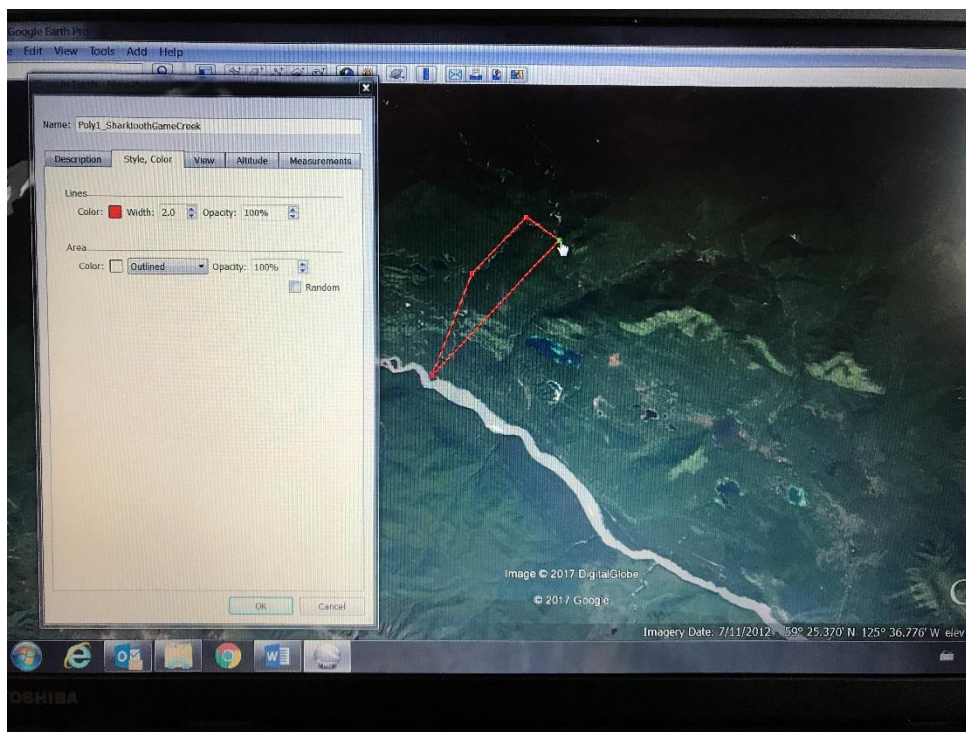 Google Earth Pro
Edit View Tools Add Help
Name: Poly1_SharktoothGameCreek
Description Style, Color View Altitude Measurements
Lines
Color: Width: 2.0 Opacity: 100%
Area
Color: Outlined Opacity: 100%
Random
OK Cancel
Image © 2017 DigitalGlobe
© 2017 Google
Imagery Date: 7/11/2012 59° 25.370' N 125° 36.776' W elev
TOSHIBA